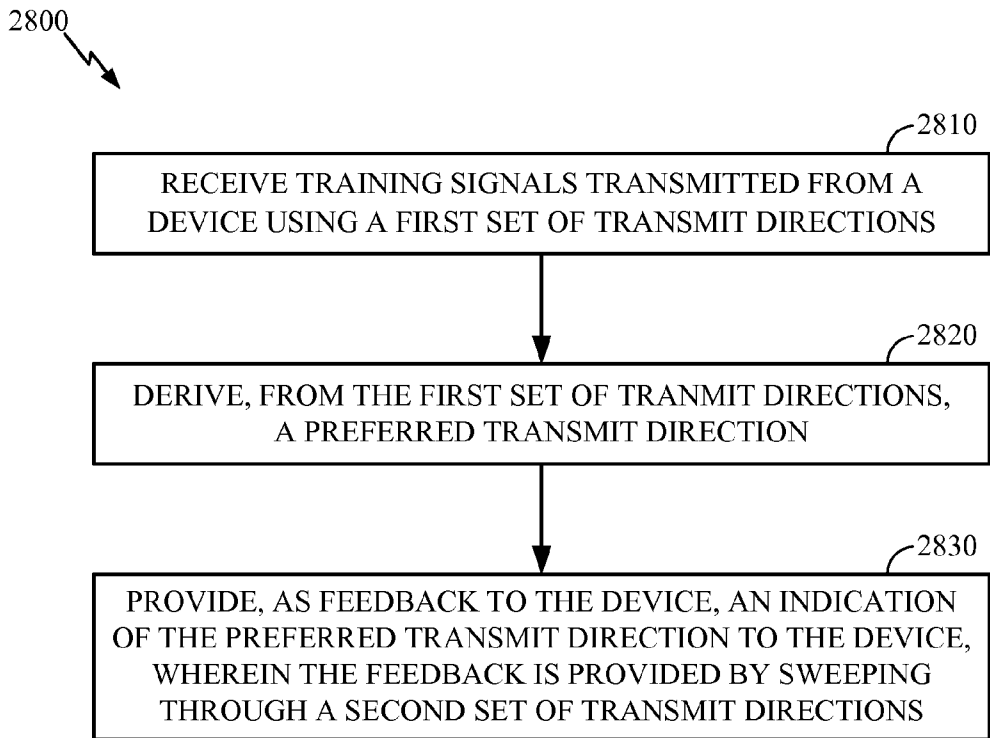 2800
2810
RECEIVE TRAINING SIGNALS TRANSMITTED FROM A
DEVICE USING A FIRST SET OF TRANSMIT DIRECTIONS
2820
DERIVE, FROM THE FIRST SET OF TRANMIT DIRECTIONS,
A PREFERRED TRANSMIT DIRECTION
2830
PROVIDE, AS FEEDBACK TO THE DEVICE, AN INDICATION
OF THE PREFERRED TRANSMIT DIRECTION TO THE DEVICE,
WHEREIN THE FEEDBACK IS PROVIDED BY SWEEPING
THROUGH A SECOND SET OF TRANSMIT DIRECTIONS